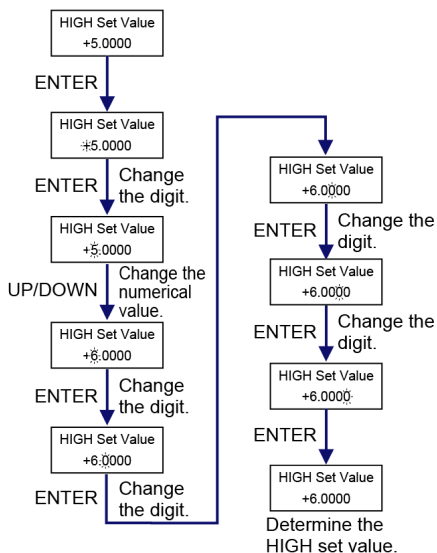 HIGH Set Value
+5.0000
ENTER
HIGH Set Value
+5.0000
ENTER
Change
the digit.
HIGH Set Value
+5.0000
UP/DOWN
Change the
numerical
value.
HIGH Set Value
+6.0000
ENTER
Change
the digit.
HIGH Set Value
+6.0000
ENTER
Change
the digit.
HIGH Set Value
+6.0000
ENTER
Change the
digit.
HIGH Set Value
+6.0000
ENTER
Change the
digit.
HIGH Set Value
+6.0000
ENTER
HIGH Set Value
+6.0000
Determine the
HIGH set value.